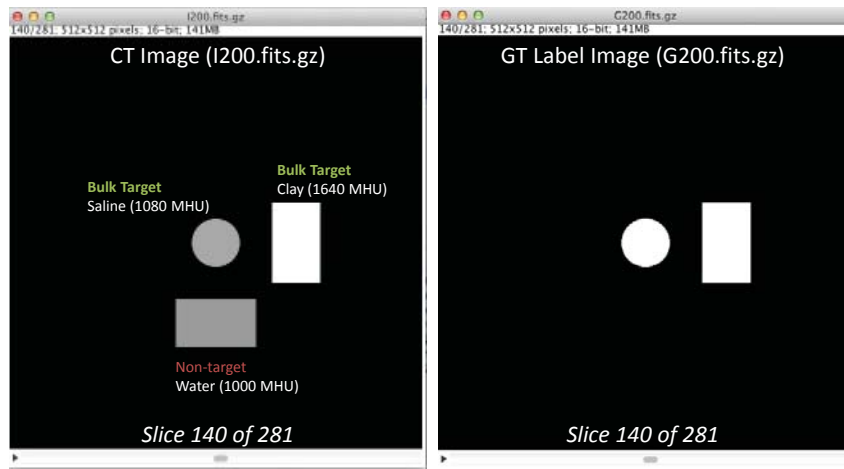 I200.fits.gz
140/281; 512x512 pixels; 16-bit; 141MB
CT Image (I200.fits.gz)
Bulk Target
Clay (1640 MHU)
Bulk Target
Saline (1080 MHU)
Non-target
Water (1000 MHU)
Slice 140 of 281
G200.fits.gz
140/281; 512x512 pixels; 16-bit; 141MB
GT Label Image (G200.fits.gz)
Slice 140 of 281